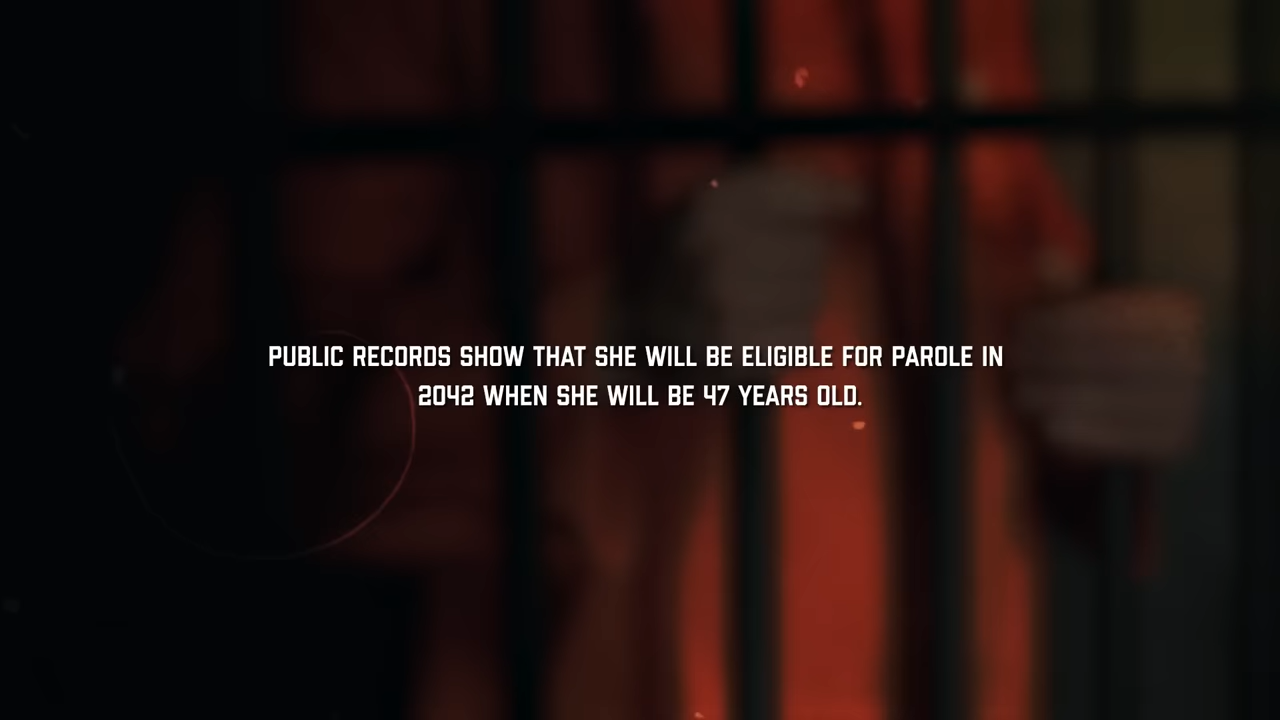 PUBLIC RECORDS SHOW THAT SHE WILL BE ELIGIBLE FOR PAROLE IN
2042 WHEN SHE WILL BE 47 YEARS OLD.